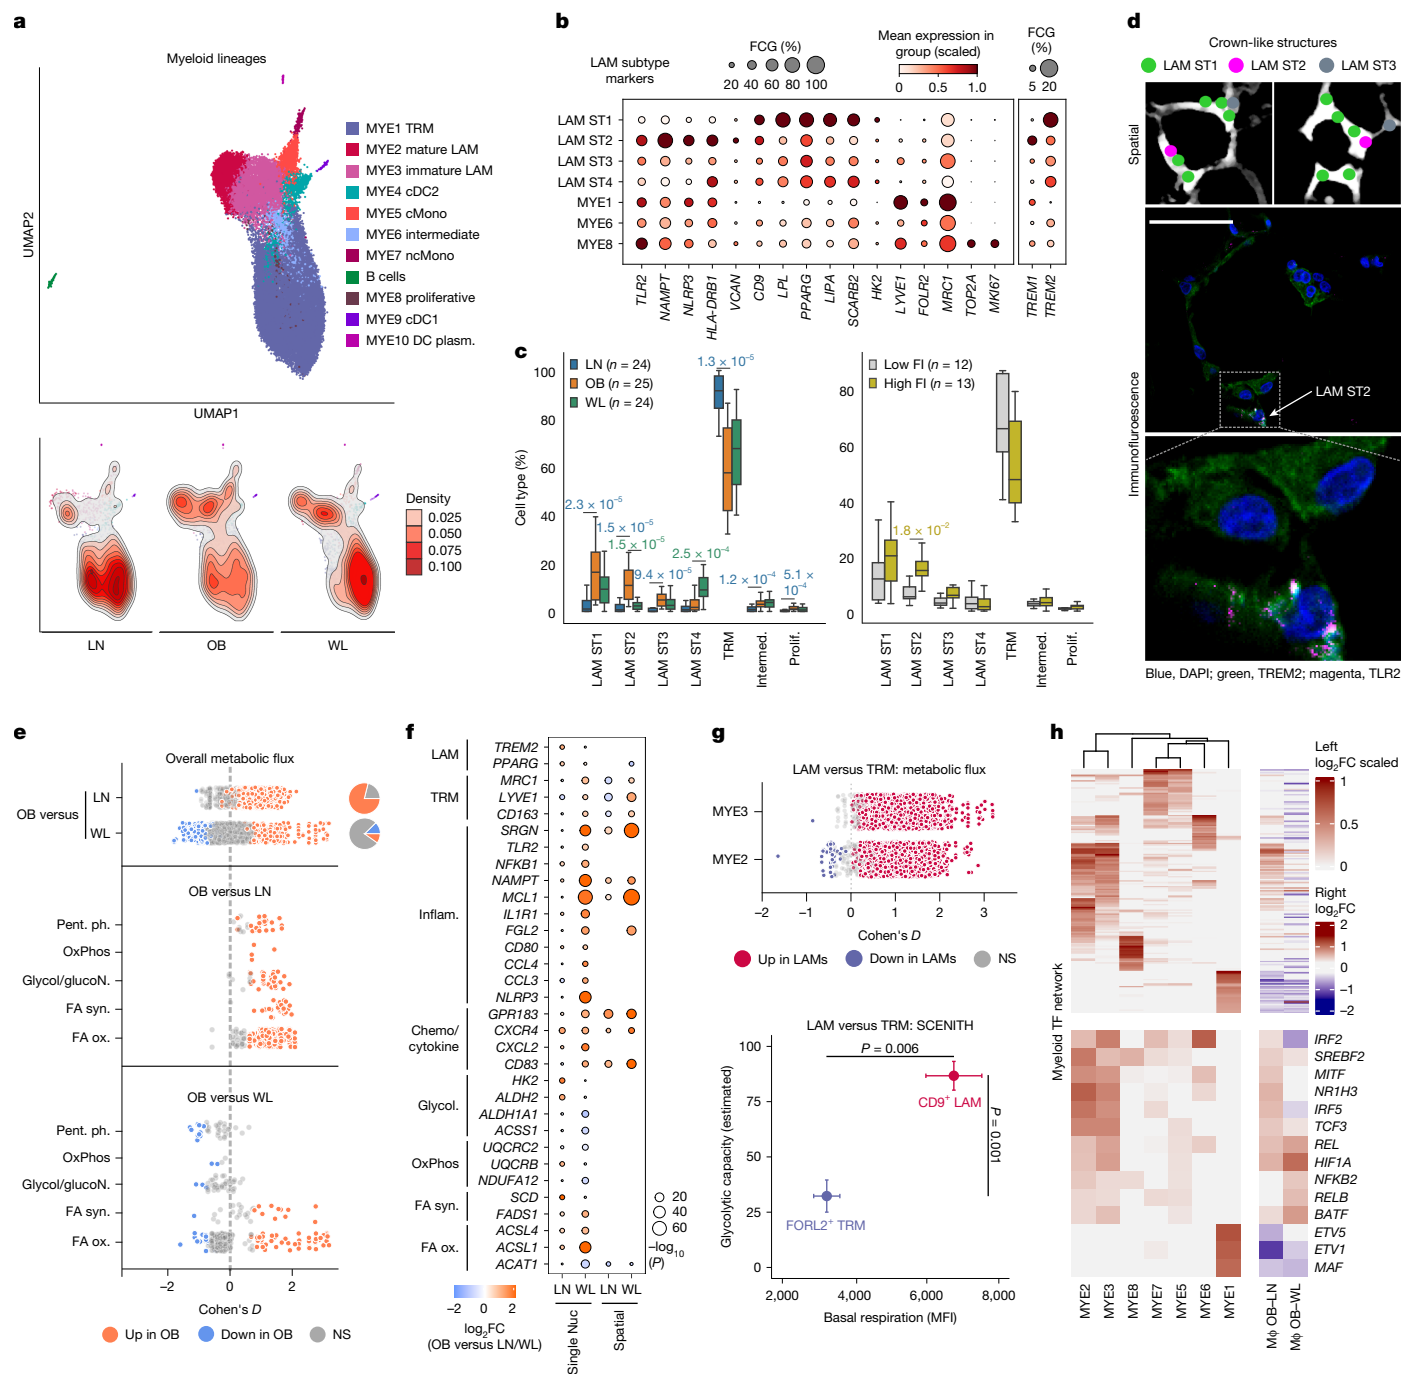 a
Myeloid lineages
UMAP2
UMAP1
MYE1 TRM
MYE2 mature LAM
MYE3 immature LAM
MYE4 cDC2
MYE5 cMono
MYE6 intermediate
MYE7 ncMono
B cells
MYE8 proliferative
MYE9 cDC1
MYE10 DC plasm.
LN
OB
WL
Density
0.025
0.050
0.075
0.100
b
LAM subtype
markers
FCG (%)
20 40 60 80 100
Mean expression in
group (scaled)
0 0.5 1.0
FCG
(%)
5 20
LAM ST1
LAM ST2
LAM ST3
LAM ST4
MYE1
MYE6
MYE8
TLR2
NAMPT
NLRP3
HLA-DRB1
VCAN
CD9
LPL
PPARG
LIPA
SCARB2
HK2
LYVE1
FOLR2
MRC1
TOP2A
MKI67
TREM1
TREM2
c
Cell type (%)
100
80
60
40
20
0
LN (n = 24)
OB (n = 25)
WL (n = 24)
2.3 × 10⁻⁵
1.5 × 10⁻⁵
1.5 × 10⁻⁵
9.4 × 10⁻⁵
2.5 × 10⁻⁴
1.3 × 10⁻⁵
1.2 × 10⁻⁴
5.1 ×
10⁻⁴
LAM ST1
LAM ST2
LAM ST3
LAM ST4
TRM
Intermed.
Prolif.
80
60
40
20
0
Low FI (n = 12)
High FI (n = 13)
1.8 × 10⁻²
LAM ST1
LAM ST2
LAM ST3
LAM ST4
TRM
Intermed.
Prolif.
d
Crown-like structures
LAM ST1 LAM ST2 LAM ST3
Spatial
Immunofluroescence
LAM ST2
Blue, DAPI; green, TREM2; magenta, TLR2
e
Overall metabolic flux
OB versus
LN
WL
OB versus LN
Pent. ph.
OxPhos
Glycol/glucoN.
FA syn.
FA ox.
OB versus WL
Pent. ph.
OxPhos
Glycol/glucoN.
FA syn.
FA ox.
−2 0 2
Cohen's D
Up in OB Down in OB NS
f
LAM
TRM
Inflam.
Chemo/
cytokine
Glycol.
OxPhos
FA syn.
FA ox.
TREM2
PPARG
MRC1
LYVE1
CD163
SRGN
TLR2
NFKB1
NAMPT
MCL1
IL1R1
FGL2
CD80
CCL4
CCL3
NLRP3
GPR183
CXCR4
CXCL2
CD83
HK2
ALDH2
ALDH1A1
ACSS1
UQCRC2
UQCRB
NDUFA12
SCD
FADS1
ACSL4
ACSL1
ACAT1
20
40
60
−log₁₀
(P)
LN WL LN WL
Single Nuc
Spatial
−2 0 2
log₂FC
(OB versus LN/WL)
g
LAM versus TRM: metabolic flux
MYE3
MYE2
−2 −1 0 1 2 3
Cohen's D
Up in LAMs Down in LAMs NS
LAM versus TRM: SCENITH
Glycolytic capacity (estimated)
100
75
50
25
0
P = 0.006
P = 0.001
CD9⁺ LAM
FORL2⁺ TRM
2,000 4,000 6,000 8,000
Basal respiration (MFI)
h
Myeloid TF network
Left
log₂FC scaled
1
0.5
0
Right
log₂FC
2
1
0
−1
−2
IRF2
SREBF2
MITF
NR1H3
IRF5
TCF3
REL
HIF1A
NFKB2
RELB
BATF
ETV5
ETV1
MAF
MYE2
MYE3
MYE8
MYE7
MYE5
MYE6
MYE1
Mϕ OB–LN
Mϕ OB–WL